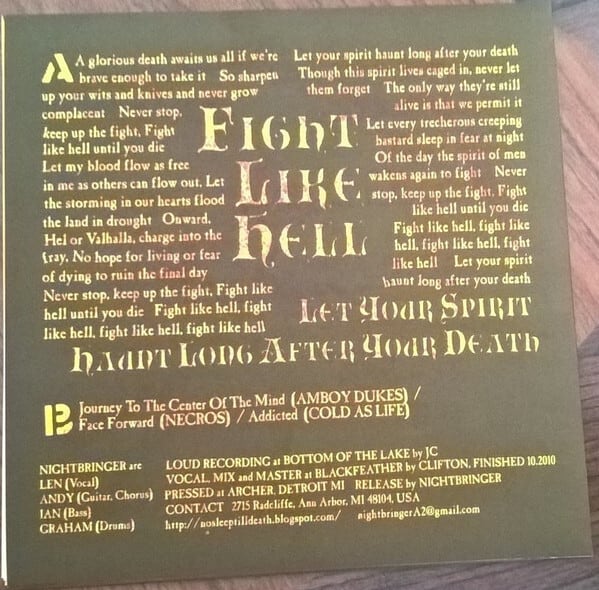 A glorious death awaits us all if we're
brave enough to take it So sharpen
up your wits and knives and never grow
complacent Never stop,
keep up the fight, Fight
like hell until you die
Let my blood flow as free
in me as others can flow out, Let
the storming in our hearts flood
the land in drought Onward,
Hel or Valhalla, charge into the
fray, No hope for living or fear
of dying to ruin the final day
Never stop, keep up the fight, Fight like
hell until you die Fight like hell, fight
like hell, fight like hell, fight like hell
FIGHT
LIKE
HELL
Let your spirit haunt long after your death
Though this spirit lives caged in, never let
them forget The only way they're still
alive is that we permit it
Let every trecherous creeping
bastard sleep in fear at night
Of the day the spirit of men
wakens again to fight Never
stop, keep up the fight, Fight
like hell until you die
Fight like hell, fight like
hell, fight like hell, fight
like hell Let your spirit
haunt long after your death
LET YOUR SPIRIT
HAUNT LONG AFTER YOUR DEATH
B Journey To The Center Of The Mind (AMBOY DUKES) /
Face Forward (NECROS) / Addicted (COLD AS LIFE)
NIGHTBRINGER are
LEN (Vocal)
ANDY (Guitar, Chorus)
IAN (Bass)
GRAHAM (Drums)
LOUD RECORDING at BOTTOM OF THE LAKE by JC
VOCAL, MIX and MASTER at BLACKFEATHER by CLIFTON, FINISHED 10.2010
PRESSED at ARCHER, DETROIT MI RELEASE by NIGHTBRINGER
CONTACT 2715 Radcliffe, Ann Arbor, MI 48104, USA
http://nosleeptilldeath.blogspot.com/ nightbringerA2@gmail.com